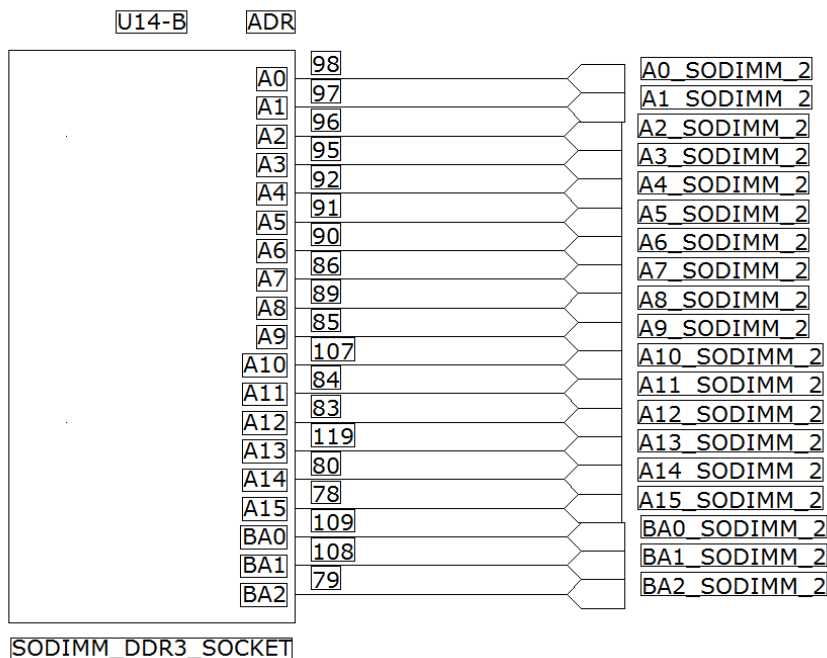 U14-B ADR
A0 98 A0_SODIMM_2
A1 97 A1_SODIMM_2
A2 96 A2_SODIMM_2
A3 95 A3_SODIMM_2
A4 92 A4_SODIMM_2
A5 91 A5_SODIMM_2
A6 90 A6_SODIMM_2
A7 86 A7_SODIMM_2
A8 89 A8_SODIMM_2
A9 85 A9_SODIMM_2
A10 107 A10_SODIMM_2
A11 84 A11_SODIMM_2
A12 83 A12_SODIMM_2
A13 119 A13_SODIMM_2
A14 80 A14_SODIMM_2
A15 78 A15_SODIMM_2
BA0 109 BA0_SODIMM_2
BA1 108 BA1_SODIMM_2
BA2 79 BA2_SODIMM_2
SODIMM_DDR3_SOCKET